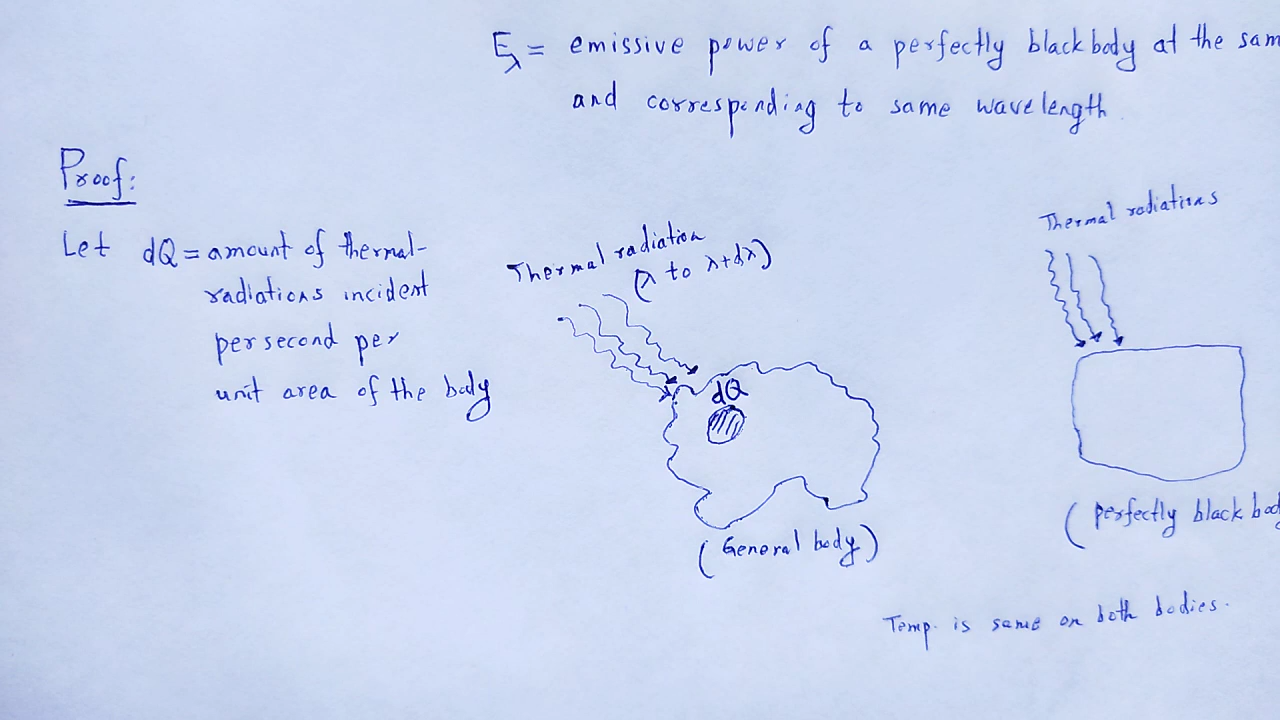 Eλ = emissive power of a perfectly blackbody at the sam
and corresponding to same wavelength
Proof:
Let dQ = amount of thermal-
radiations incident
per second per
unit area of the body
Thermal radiation
(λ to λ+dλ)
dQ
(General body)
Thermal radiations
(perfectly black bod
Temp. is same on both bodies.